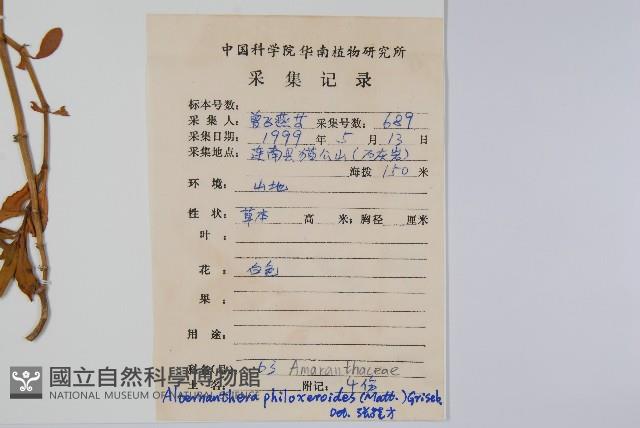 中国科学院华南植物研究所
采集记录
标本号数:
采集人: 曾飞燕 采集号数: 689
采集日期: 1999 年 5 月 13 日
采集地点: 连南县 公山 (石灰岩)
海拨 150 米
环境: 山地
性状: 草本 高 米; 胸径 厘米
叶:
花: 白色
果:
用途:
63 Amaranthaceae
附记: 4份
國立自然科學博物館
NATIONAL MUSEUM OF NATURAL SCIENCE
Alternanthera philoxeroides (Matt.) Griseb.
Det.